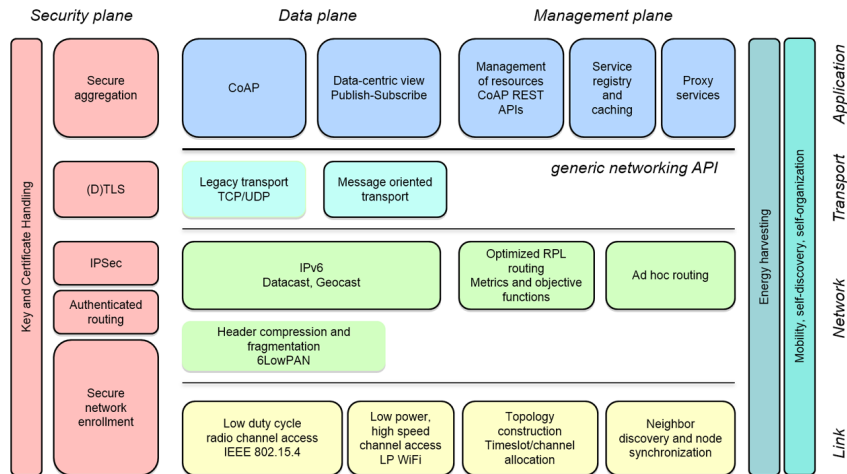 Security plane
Data plane
Management plane
Key and Certificate Handling
Secure
aggregation
CoAP
Data-centric view
Publish-Subscribe
Management
of resources
CoAP REST
APIs
Service
registry
and
caching
Proxy
services
Application
generic networking API
(D)TLS
Legacy transport
TCP/UDP
Message oriented
transport
Transport
IPSec
Authenticated
routing
IPv6
Datacast, Geocast
Optimized RPL
routing
Metrics and objective
functions
Ad hoc routing
Header compression and
fragmentation
6LowPAN
Network
Secure
network
enrollment
Low duty cycle
radio channel access
IEEE 802.15.4
Low power,
high speed
channel access
LP WiFi
Topology
construction
Timeslot/channel
allocation
Neighbor
discovery and node
synchronization
Link
Energy harvesting
Mobility, self-discovery, self-organization